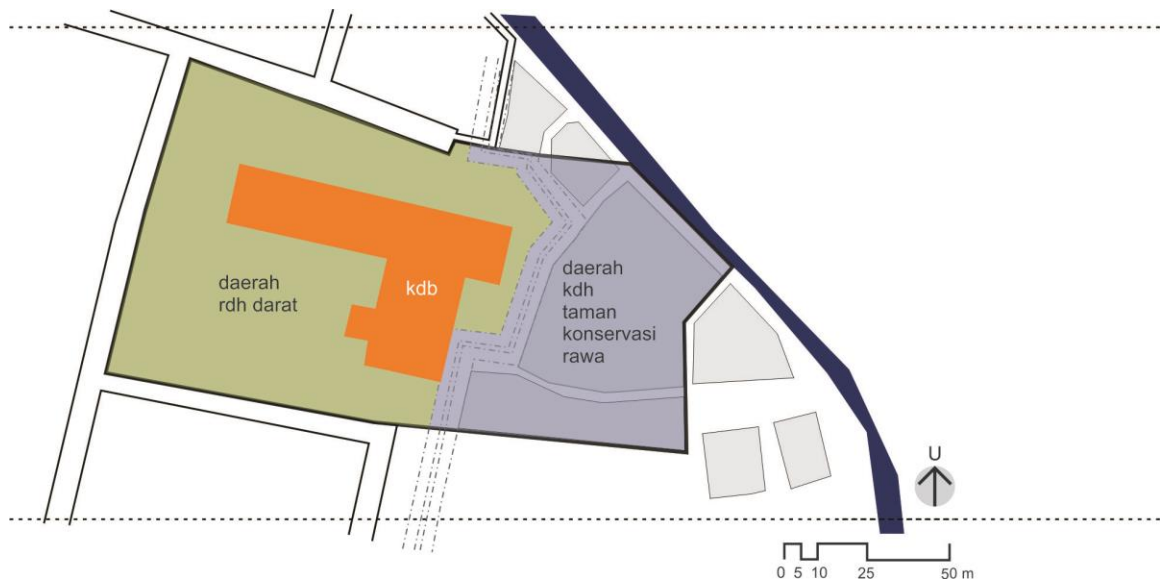 daerah
rdh darat
kdb
daerah
kdh
taman
konservasi
rawa
U
0 5 10 25 50 m